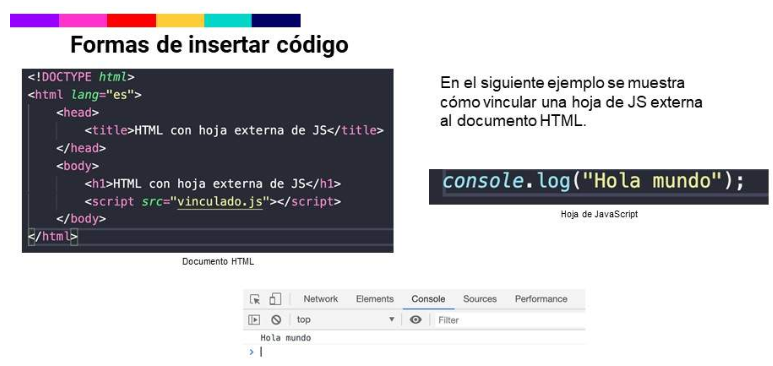 Formas de insertar código
<!DOCTYPE html>
<html lang="es">
<head>
<title>HTML con hoja externa de JS</title>
</head>
<body>
<h1>HTML con hoja externa de JS</h1>
<script src="vinculado.js"></script>
</body>
</html>
Documento HTML
En el siguiente ejemplo se muestra
cómo vincular una hoja de JS externa
al documento HTML.
console.log("Hola mundo");
Hoja de JavaScript
Network Elements Console Sources Performance
top Filter
Hola mundo
>